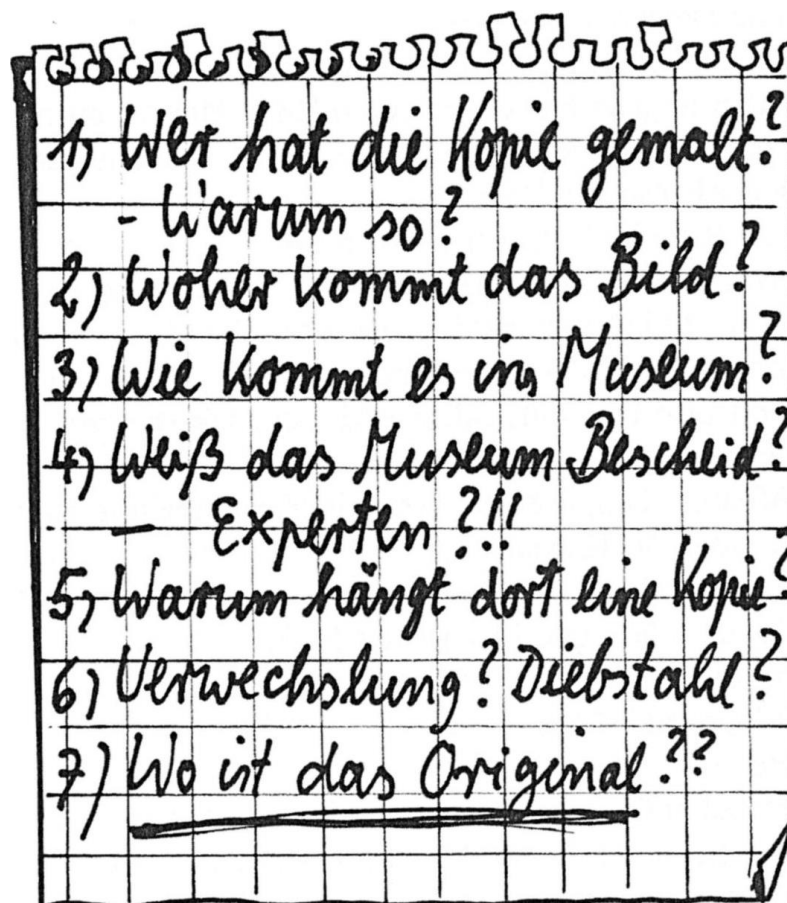 1) Wer hat die Kopie gemalt?
- Warum so?
2) Woher kommt das Bild?
3) Wie kommt es ins Museum?
4) Weiß das Museum Bescheid?
- Experten?!!
5) Warum hängt dort eine Kopie?
6) Verwechslung? Diebstahl?
7) Wo ist das Original??